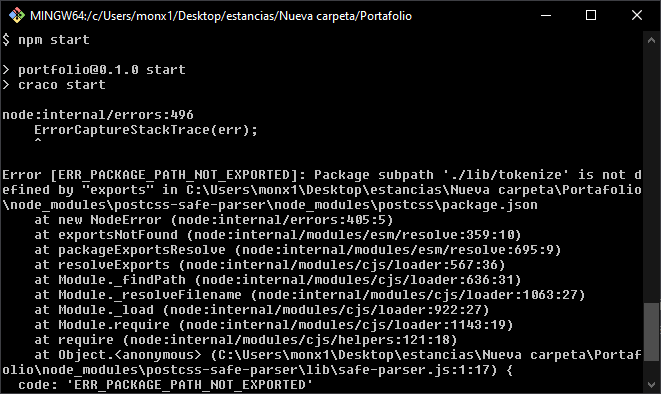 MINGW64:/c/Users/monx1/Desktop/estancias/Nueva carpeta/Portafolio
$ npm start
> portfolio@0.1.0 start
> craco start
node:internal/errors:496
    ErrorCaptureStackTrace(err);
    ^
Error [ERR_PACKAGE_PATH_NOT_EXPORTED]: Package subpath './lib/tokenize' is not d
efined by "exports" in C:\Users\monx1\Desktop\estancias\Nueva carpeta\Portafolio
\node_modules\postcss-safe-parser\node_modules\postcss\package.json
    at new NodeError (node:internal/errors:405:5)
    at exportsNotFound (node:internal/modules/esm/resolve:359:10)
    at packageExportsResolve (node:internal/modules/esm/resolve:695:9)
    at resolveExports (node:internal/modules/cjs/loader:567:36)
    at Module._findPath (node:internal/modules/cjs/loader:636:31)
    at Module._resolveFilename (node:internal/modules/cjs/loader:1063:27)
    at Module._load (node:internal/modules/cjs/loader:922:27)
    at Module.require (node:internal/modules/cjs/loader:1143:19)
    at require (node:internal/modules/cjs/helpers:121:18)
    at Object.<anonymous> (C:\Users\monx1\Desktop\estancias\Nueva carpeta\Portaf
olio\node_modules\postcss-safe-parser\lib\safe-parser.js:1:17) {
  code: 'ERR_PACKAGE_PATH_NOT_EXPORTED'